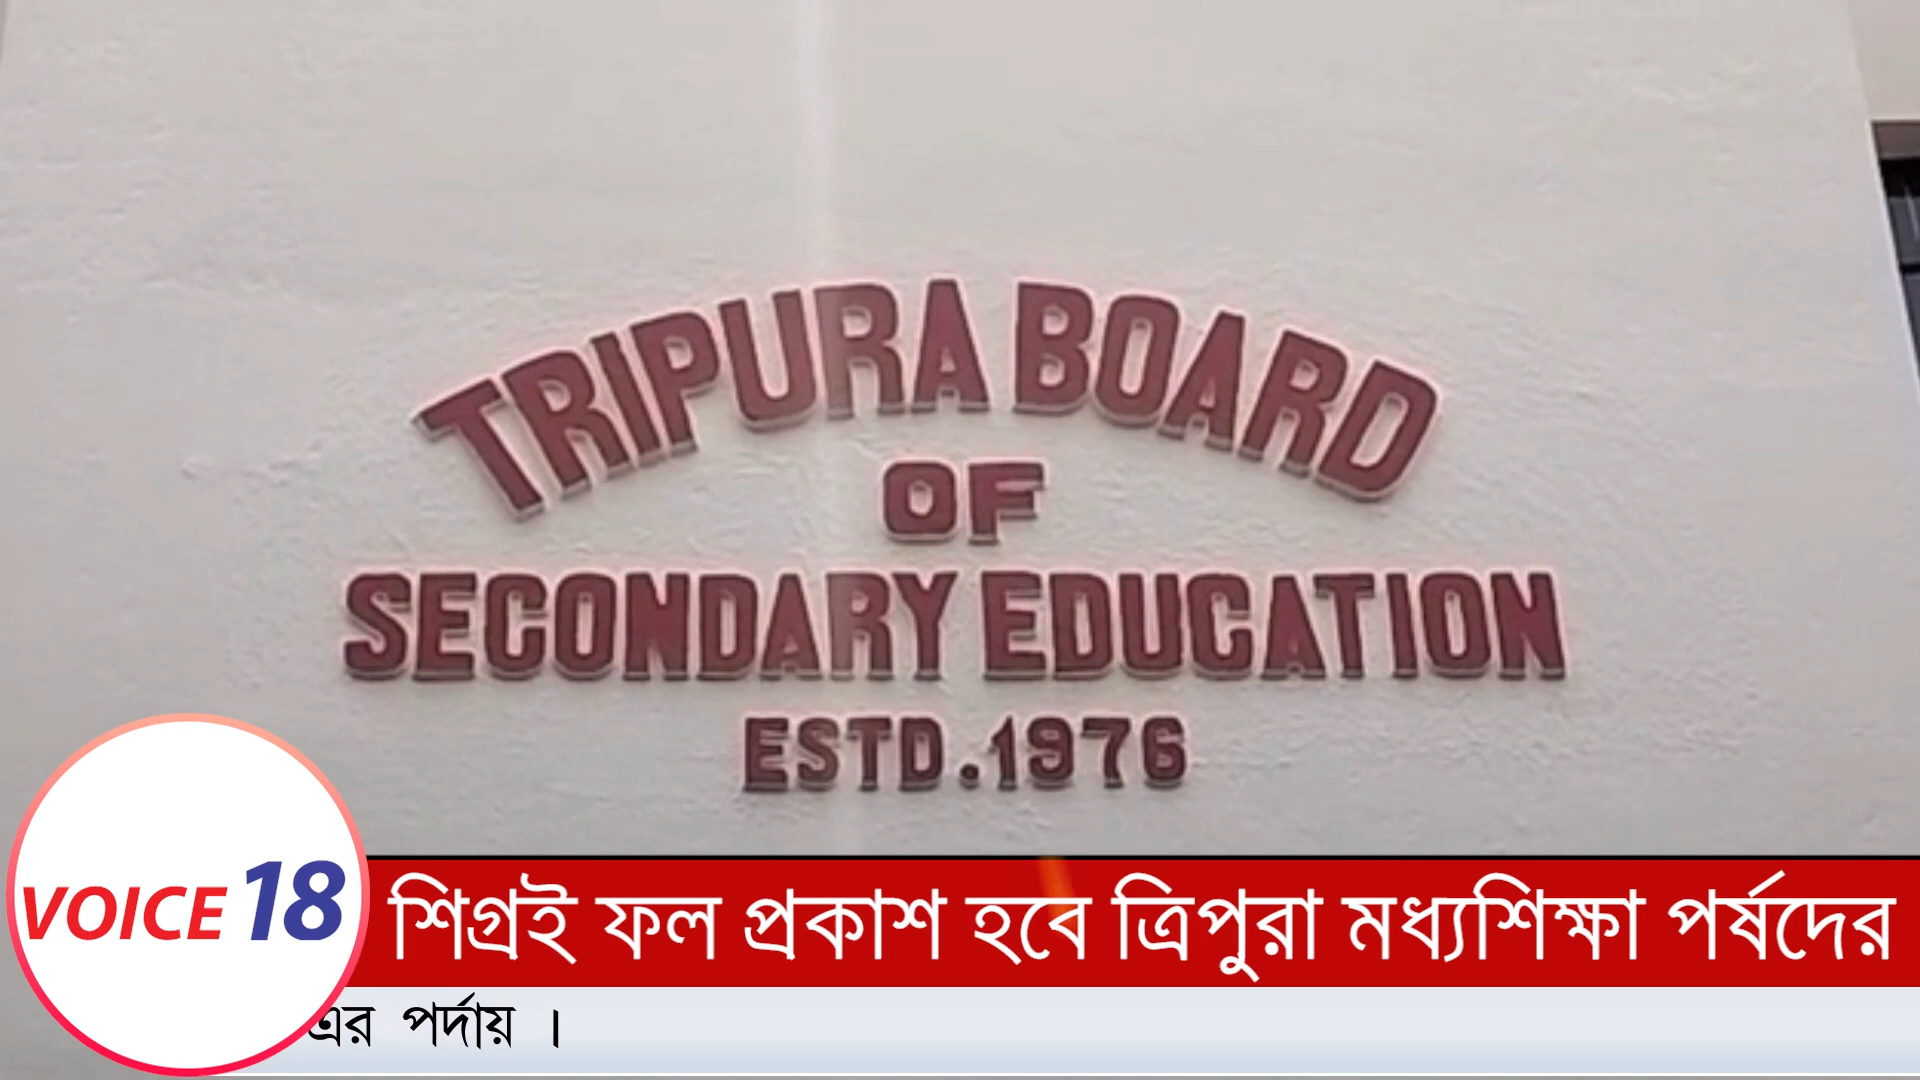 TRIPURA BOARD
OF
SECONDARY EDUCATION
ESTD.1976
VOICE 18
শিগ্রই ফল প্রকাশ হবে ত্রিপুরা মধ্যশিক্ষা পর্ষদের
এর পর্দায় ।